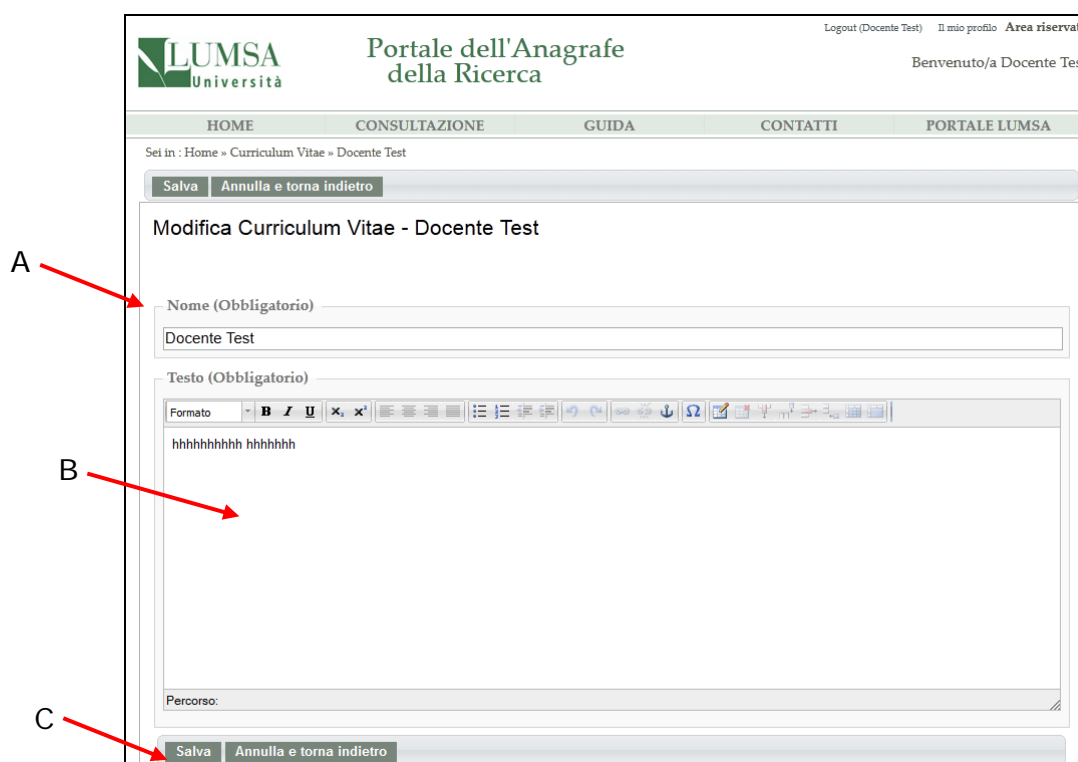 Logout (Docente Test) Il mio profilo Area riservat
LUMSA
Università
Portale dell'Anagrafe
della Ricerca
Benvenuto/a Docente Tes
HOME CONSULTAZIONE GUIDA CONTATTI PORTALE LUMSA
Sei in : Home » Curriculum Vitae » Docente Test
Salva Annulla e torna indietro
Modifica Curriculum Vitae - Docente Test
A
Nome (Obbligatorio)
Docente Test
Testo (Obbligatorio)
Formato B I U x₂ x² Ω
hhhhhhhhhh hhhhhhh
B
Percorso:
C
Salva Annulla e torna indietro